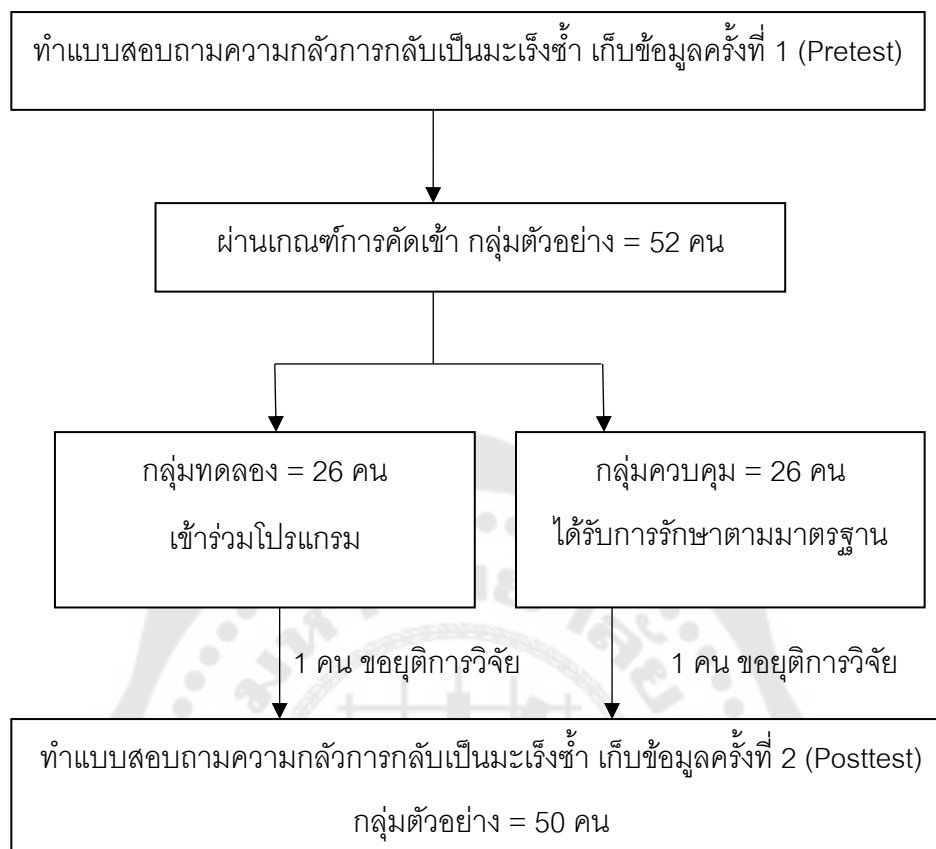 ทำแบบสอบถามความกลัวการกลับเป็นมะเร็งซ้ำ เก็บข้อมูลครั้งที่ 1 (Pretest)
ผ่านเกณฑ์การคัดเข้า กลุ่มตัวอย่าง = 52 คน
กลุ่มทดลอง = 26 คน
เข้าร่วมโปรแกรม
กลุ่มควบคุม = 26 คน
ได้รับการรักษาตามมาตรฐาน
1 คน ขอยุติการวิจัย
1 คน ขอยุติการวิจัย
ทำแบบสอบถามความกลัวการกลับเป็นมะเร็งซ้ำ เก็บข้อมูลครั้งที่ 2 (Posttest)
กลุ่มตัวอย่าง = 50 คน